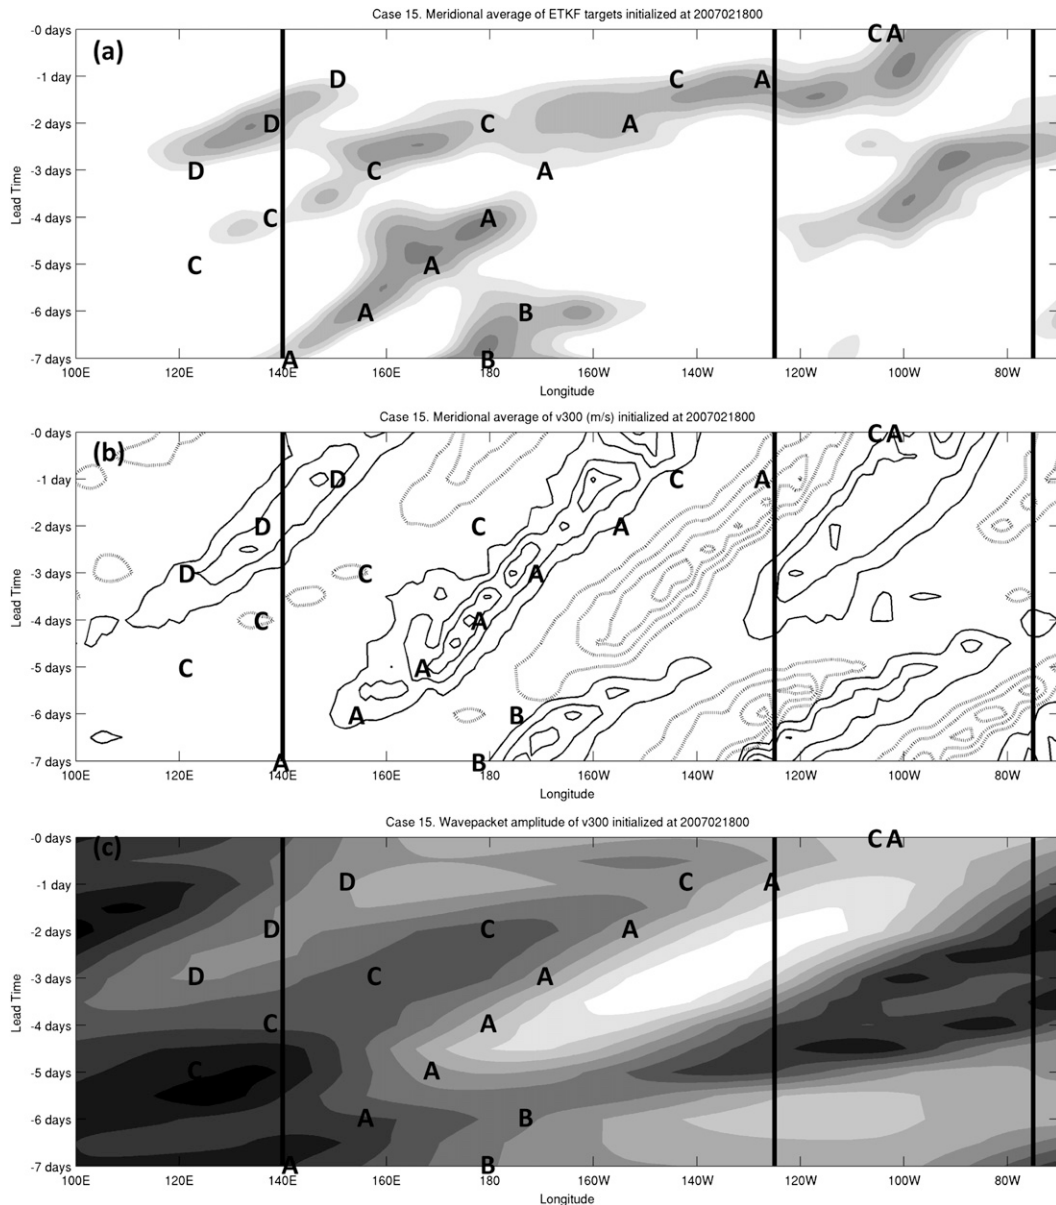 Case 15. Meridional average of ETKF targets initialized at 2007021800
-0 days (a) C A
-1 day D C A
-2 days D C A
-3 days D C A
-4 days C A
-5 days C A
-6 days A B
-7 days A B
Lead Time
100E 120E 140E 160E 180 160W 140W 120W 100W 80W
Longitude
Case 15. Meridional average of v300 (m/s) initialized at 2007021800
-0 days (b) C A
-1 day D C A
-2 days D C A
-3 days D C A
-4 days C A
-5 days C A
-6 days A B
-7 days A B
Lead Time
100E 120E 140E 160E 180 160W 140W 120W 100W 80W
Longitude
Case 15. Wavepacket amplitude of v300 initialized at 2007021800
-0 days (c) C A
-1 day D C A
-2 days D C A
-3 days D C A
-4 days C A
-5 days C A
-6 days A B
-7 days A B
Lead Time
100E 120E 140E 160E 180 160W 140W 120W 100W 80W
Longitude